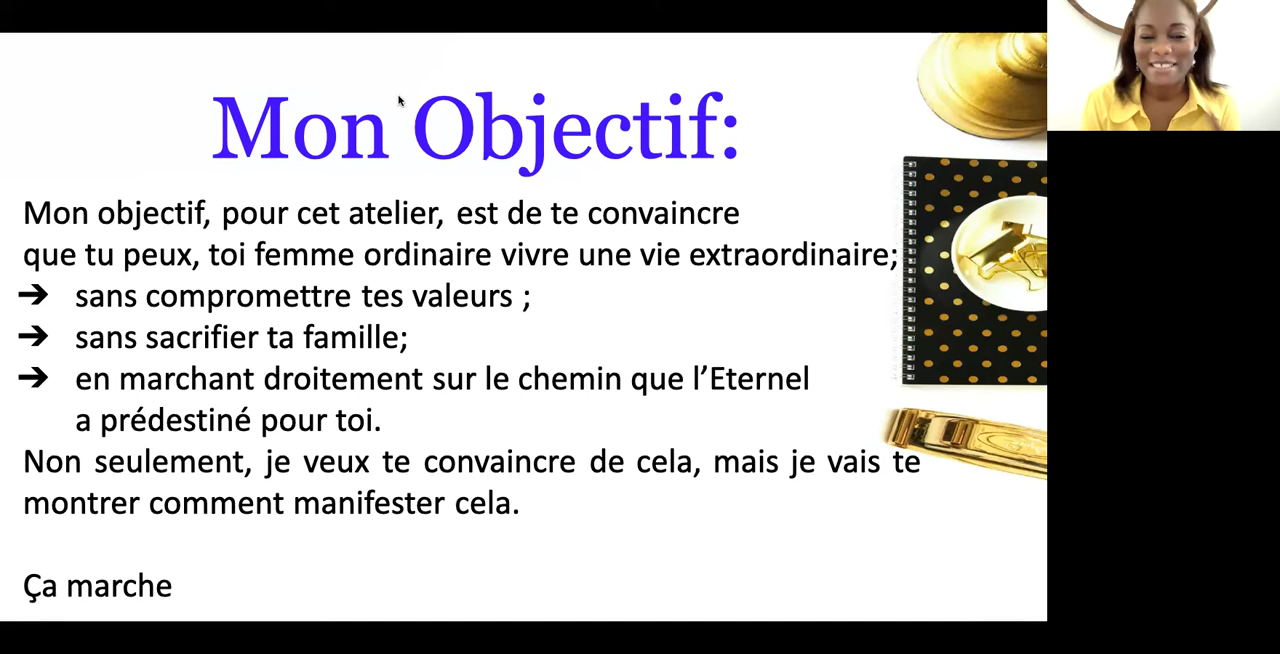 Mon Objectif:
Mon objectif, pour cet atelier, est de te convaincre
que tu peux, toi femme ordinaire vivre une vie extraordinaire;
➔ sans compromettre tes valeurs ;
➔ sans sacrifier ta famille;
➔ en marchant droitement sur le chemin que l’Eternel
a prédestiné pour toi.
Non seulement, je veux te convaincre de cela, mais je vais te
montrer comment manifester cela.
Ça marche